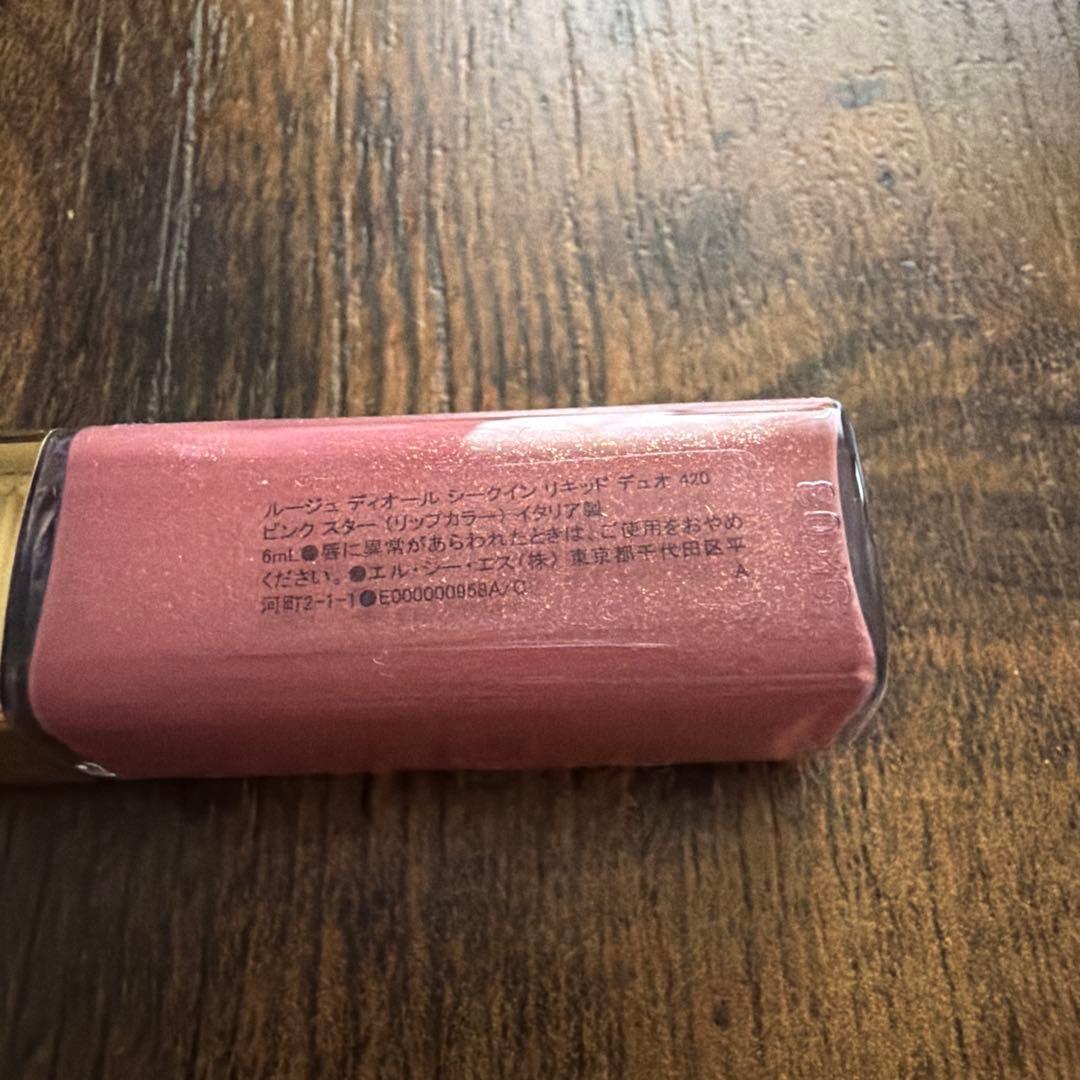 ルージュ ディオール シークイン リキッド デュオ 420
ピンク スター (リップカラー) イタリア製
6mL ●唇に異常があらわれたときは、ご使用をおやめ
ください。●エル・シー・エス(株) 東京都千代田区平
河町2-1-1●E000000958A/C
A